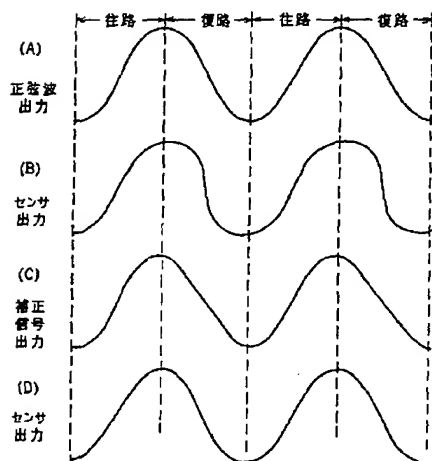 往路 復路 往路 復路
(A)
正弦波
出力
(B)
センサ
出力
(C)
補正
信号
出力
(D)
センサ
出力